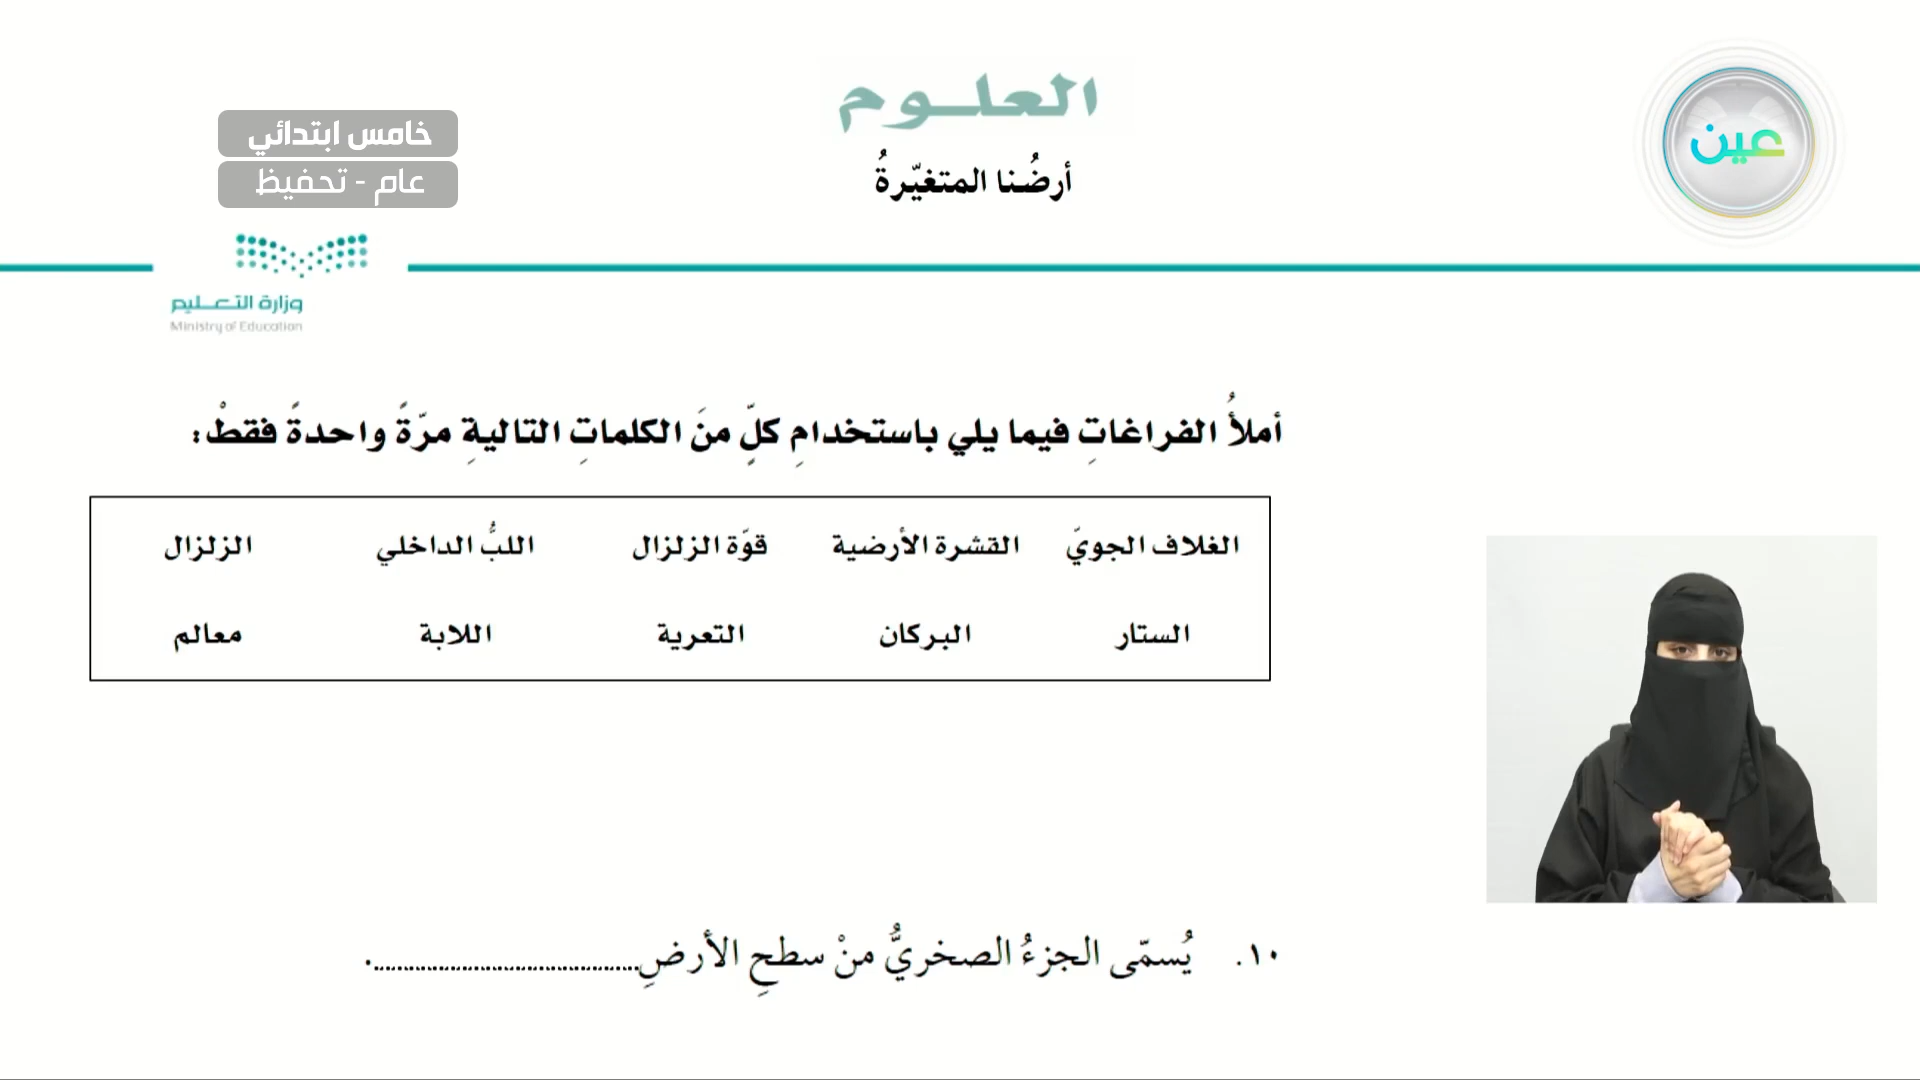 العلوم
أرضُنا المتغيّرةُ
عين
خامس ابتدائي
عام - تحفيظ
وزارة التعليم
Ministry of Education
أملأُ الفراغاتِ فيما يلي باستخدامِ كلٍّ منَ الكلماتِ التاليةِ مرّةً واحدةً فقطْ:
الغلاف الجويّ القشرة الأرضية قوّة الزلزال اللبُّ الداخلي الزلزال
الستار البركان التعرية اللابة معالم
١٠. يُسمّى الجزءُ الصخريُّ منْ سطحِ الأرضِ.............................................